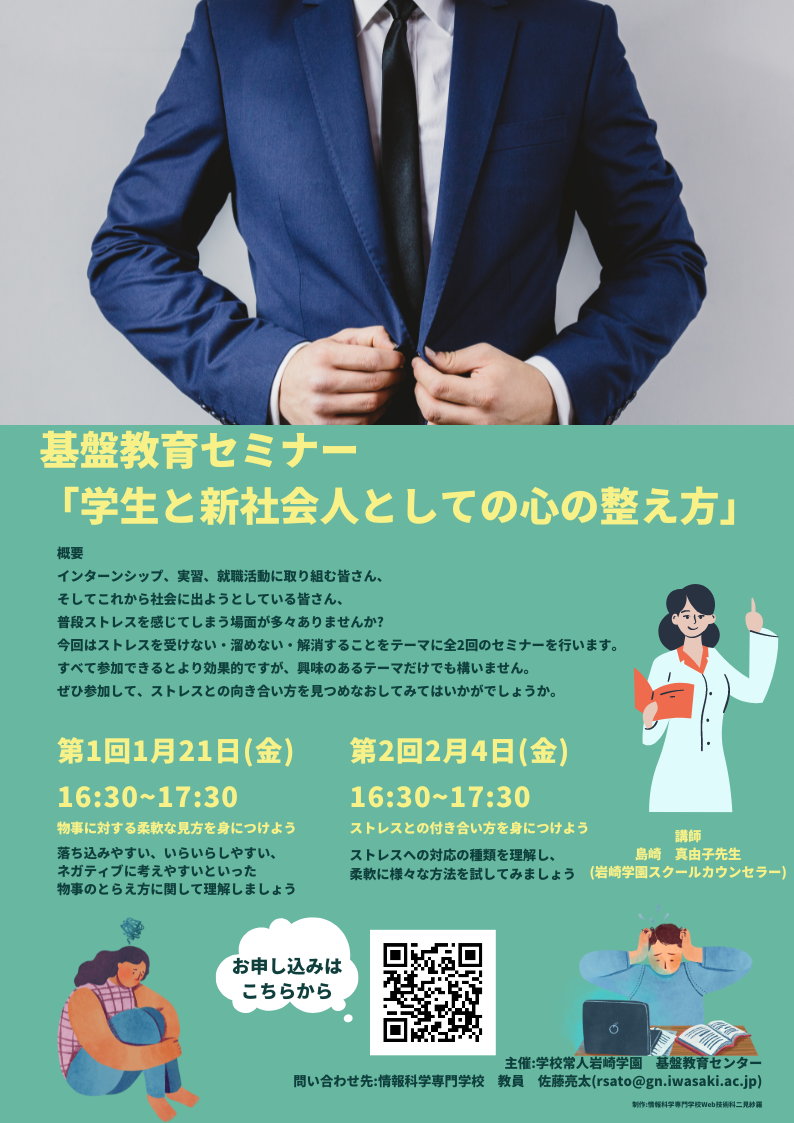 基盤教育セミナー
「学生と新社会人としての心の整え方」
概要
インターンシップ、実習、就職活動に取り組む皆さん、
そしてこれから社会に出ようとしている皆さん、
普段ストレスを感じてしまう場面が多々ありませんか?
今回はストレスを受けない・溜めない・解消することをテーマに全2回のセミナーを行います。
すべて参加できるとより効果的ですが、興味のあるテーマだけでも構いません。
ぜひ参加して、ストレスとの向き合い方を見つめなおしてみてはいかがでしょうか。
第1回1月21日(金)
16:30~17:30
物事に対する柔軟な見方を身につけよう
落ち込みやすい、いらいらしやすい、
ネガティブに考えやすいといった
物事のとらえ方に関して理解しましょう
第2回2月4日(金)
16:30~17:30
ストレスとの付き合い方を身につけよう
ストレスへの対応の種類を理解し、
柔軟に様々な方法を試してみましょう
講師
島崎　真由子先生
(岩崎学園スクールカウンセラー)
お申し込みは
こちらから
主催:学校常人岩崎学園　基盤教育センター
問い合わせ先:情報科学専門学校　教員　佐藤亮太(rsato@gn.iwasaki.ac.jp)
制作:情報科学専門学校Web技術科二見紗羅